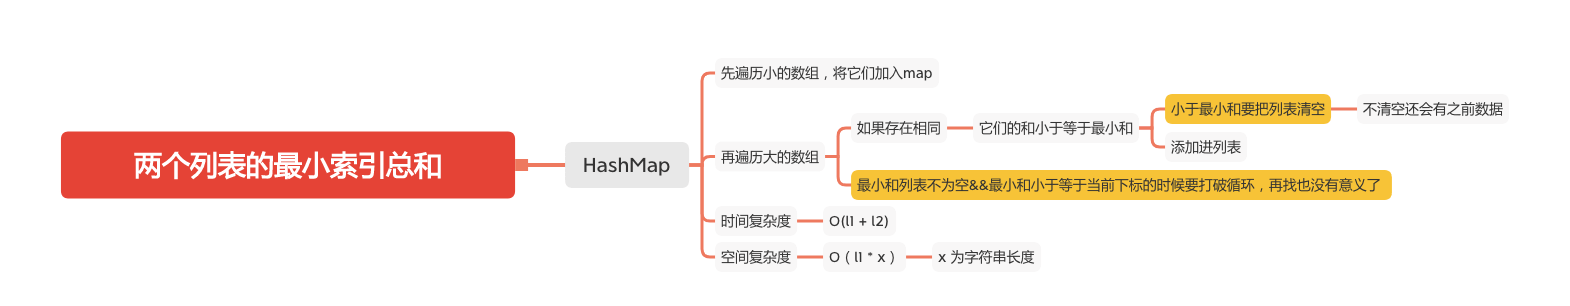 两个列表的最小索引总和
HashMap
先遍历小的数组，将它们加入map
再遍历大的数组
如果存在相同
它们的和小于等于最小和
小于最小和要把列表清空
不清空还会有之前数据
添加进列表
最小和列表不为空&&最小和小于等于当前下标的时候要打破循环，再找也没有意义了
时间复杂度
O(l1 + l2)
空间复杂度
O（l1 * x）
x 为字符串长度